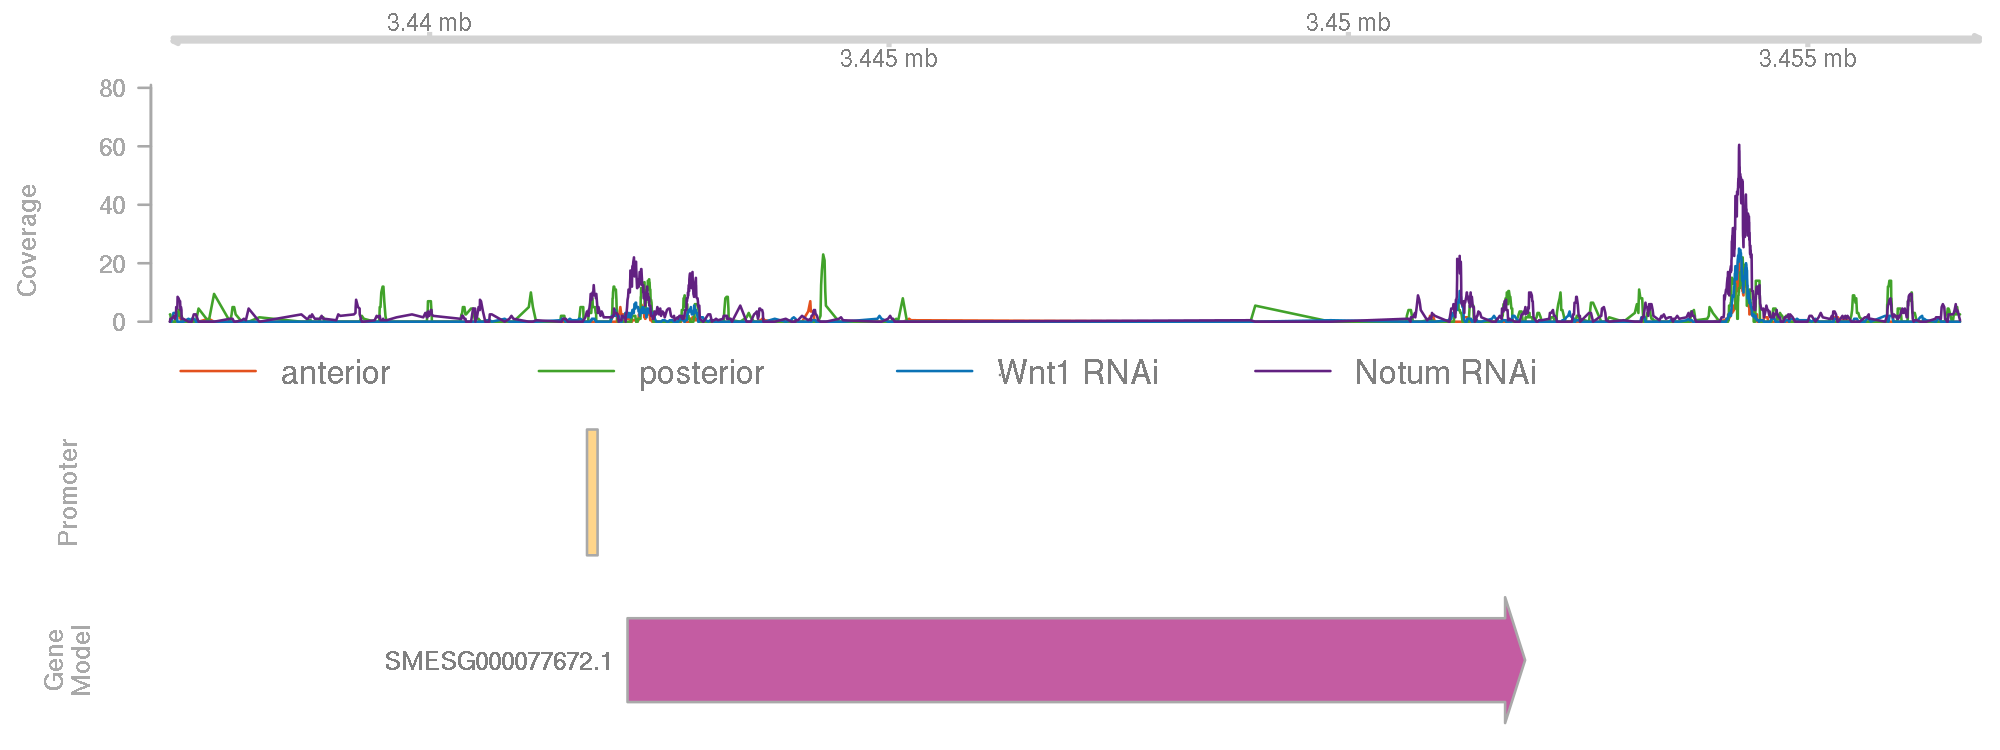 3.44 mb
3.45 mb
3.445 mb
3.455 mb
Coverage
80
60
40
20
0
anterior
posterior
Wnt1 RNAi
Notum RNAi
Promoter
Gene
Model
SMESG000077672.1